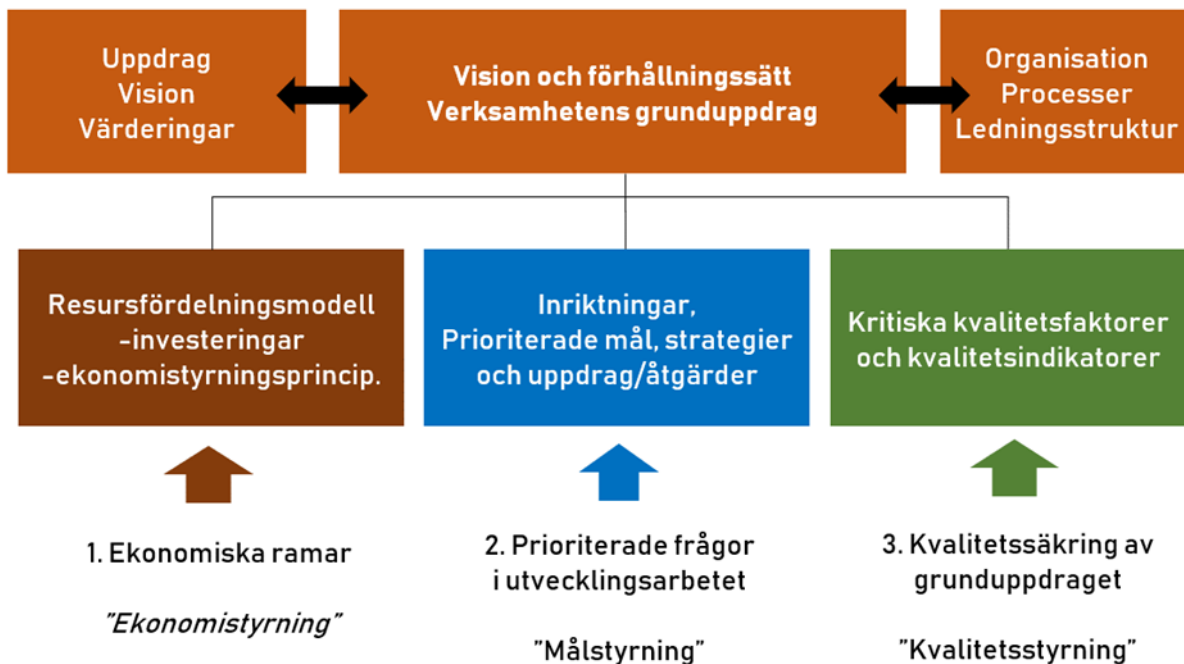 Uppdrag
Vision
Värderingar
Vision och förhållningssätt
Verksamhetens grunduppdrag
Organisation
Processer
Ledningsstruktur
Resursfördelningsmodell
-investeringar
-ekonomistyrningsprincip.
Inriktningar,
Prioriterade mål, strategier
och uppdrag/åtgärder
Kritiska kvalitetsfaktorer
och kvalitetsindikatorer
1. Ekonomiska ramar
”Ekonomistyrning”
2. Prioriterade frågor
i utvecklingsarbetet
”Målstyrning”
3. Kvalitetssäkring av
grunduppdraget
”Kvalitetsstyrning”